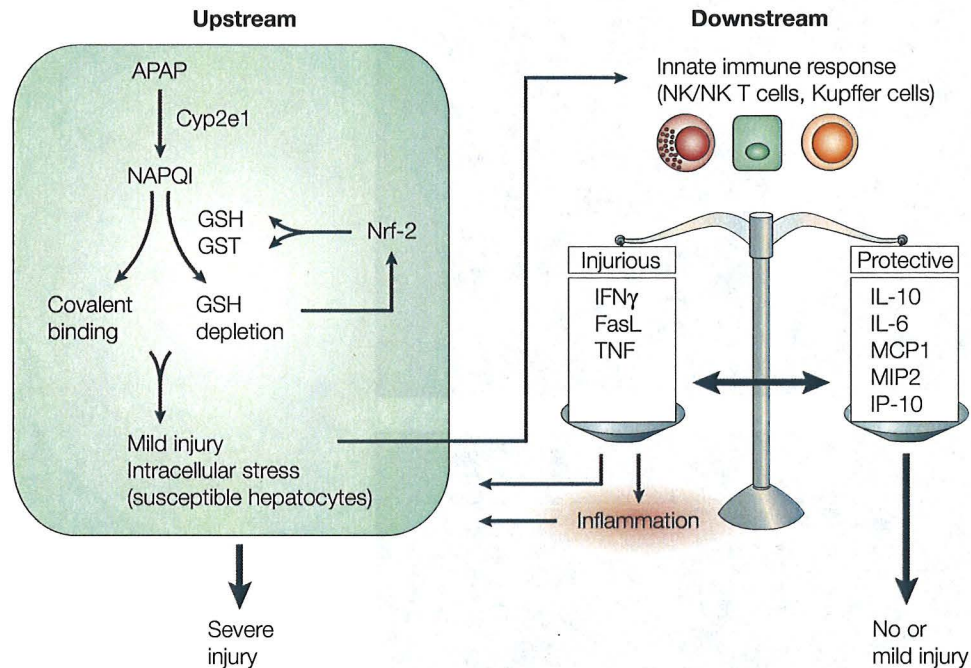 Upstream
APAP
Cyp2e1
NAPQI
GSH
GST
Nrf-2
Covalent
binding
GSH
depletion
Mild injury
Intracellular stress
(susceptible hepatocytes)
Severe
injury
Downstream
Innate immune response
(NK/NK T cells, Kupffer cells)
Injurious
IFNγ
FasL
TNF
Protective
IL-10
IL-6
MCP1
MIP2
IP-10
Inflammation
No or
mild injury